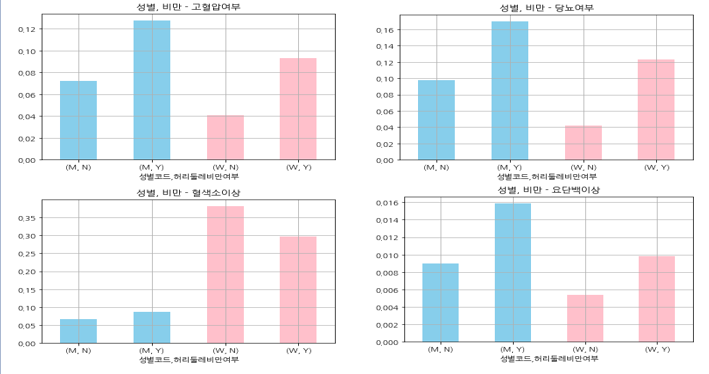 성별, 비만 - 고혈압여부
0.12
0.10
0.08
0.06
0.04
0.02
0.00
(M, N) (M, Y) (W, N) (W, Y)
성별코드,허리둘레비만여부
성별, 비만 - 당뇨여부
0.16
0.14
0.12
0.10
0.08
0.06
0.04
0.02
0.00
(M, N) (M, Y) (W, N) (W, Y)
성별코드,허리둘레비만여부
성별, 비만 - 혈색소이상
0.35
0.30
0.25
0.20
0.15
0.10
0.05
0.00
(M, N) (M, Y) (W, N) (W, Y)
성별코드,허리둘레비만여부
성별, 비만 - 요단백이상
0.016
0.014
0.012
0.010
0.008
0.006
0.004
0.002
0.000
(M, N) (M, Y) (W, N) (W, Y)
성별코드,허리둘레비만여부